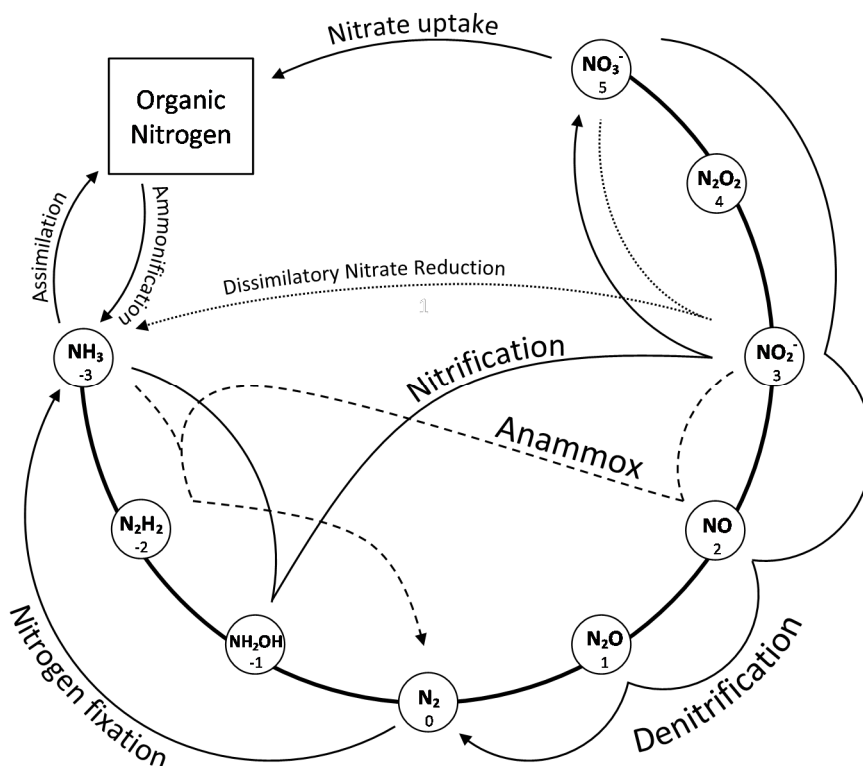 Nitrate uptake
NO₃⁻
5
Organic
Nitrogen
N₂O₂
4
Assimilation
Ammonification
Dissimilatory Nitrate Reduction
1
NH₃
-3
Nitrification
NO₂⁻
3
Anammox
N₂H₂
-2
NO
2
NH₂OH
-1
N₂O
1
N₂
0
Nitrogen fixation
Denitrification